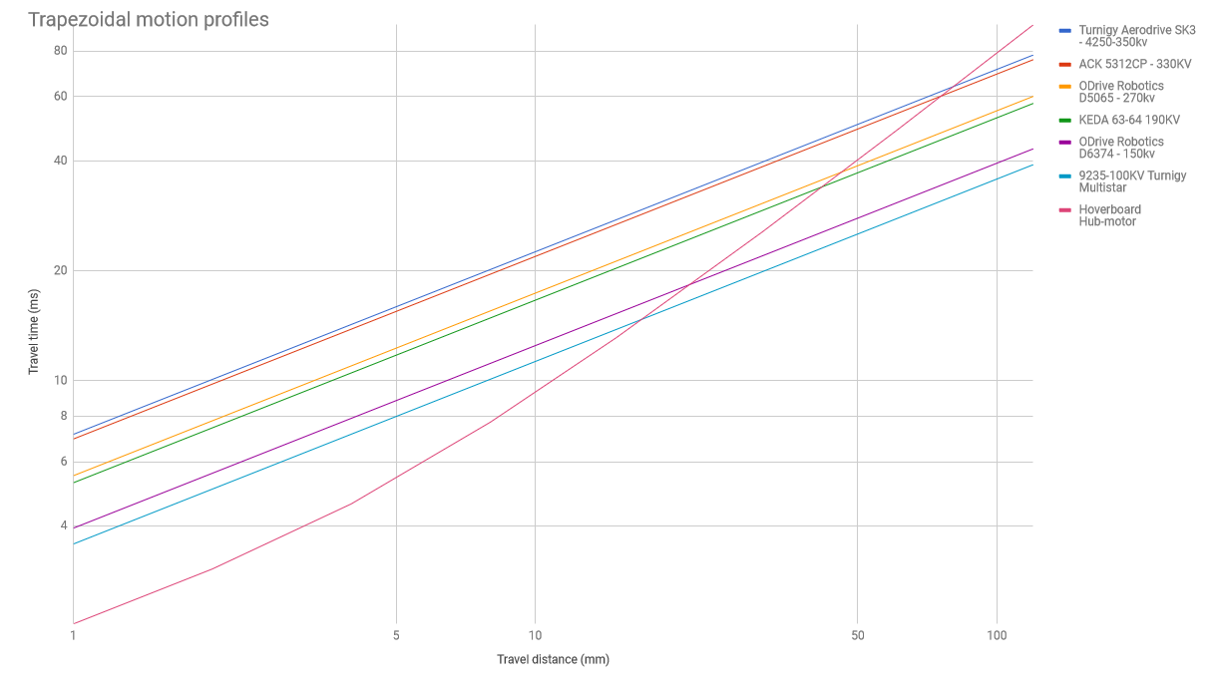 Trapezoidal motion profiles
80
60
40
20
10
8
6
4
Travel time (ms)
1
5
10
50
100
Travel distance (mm)
Turnigy Aerodrive SK3
- 4250-350kv
ACK 5312CP - 330KV
ODrive Robotics
D5065 - 270kv
KEDA 63-64 190KV
ODrive Robotics
D6374 - 150kv
9235-100KV Turnigy
Multistar
Hoverboard
Hub-motor